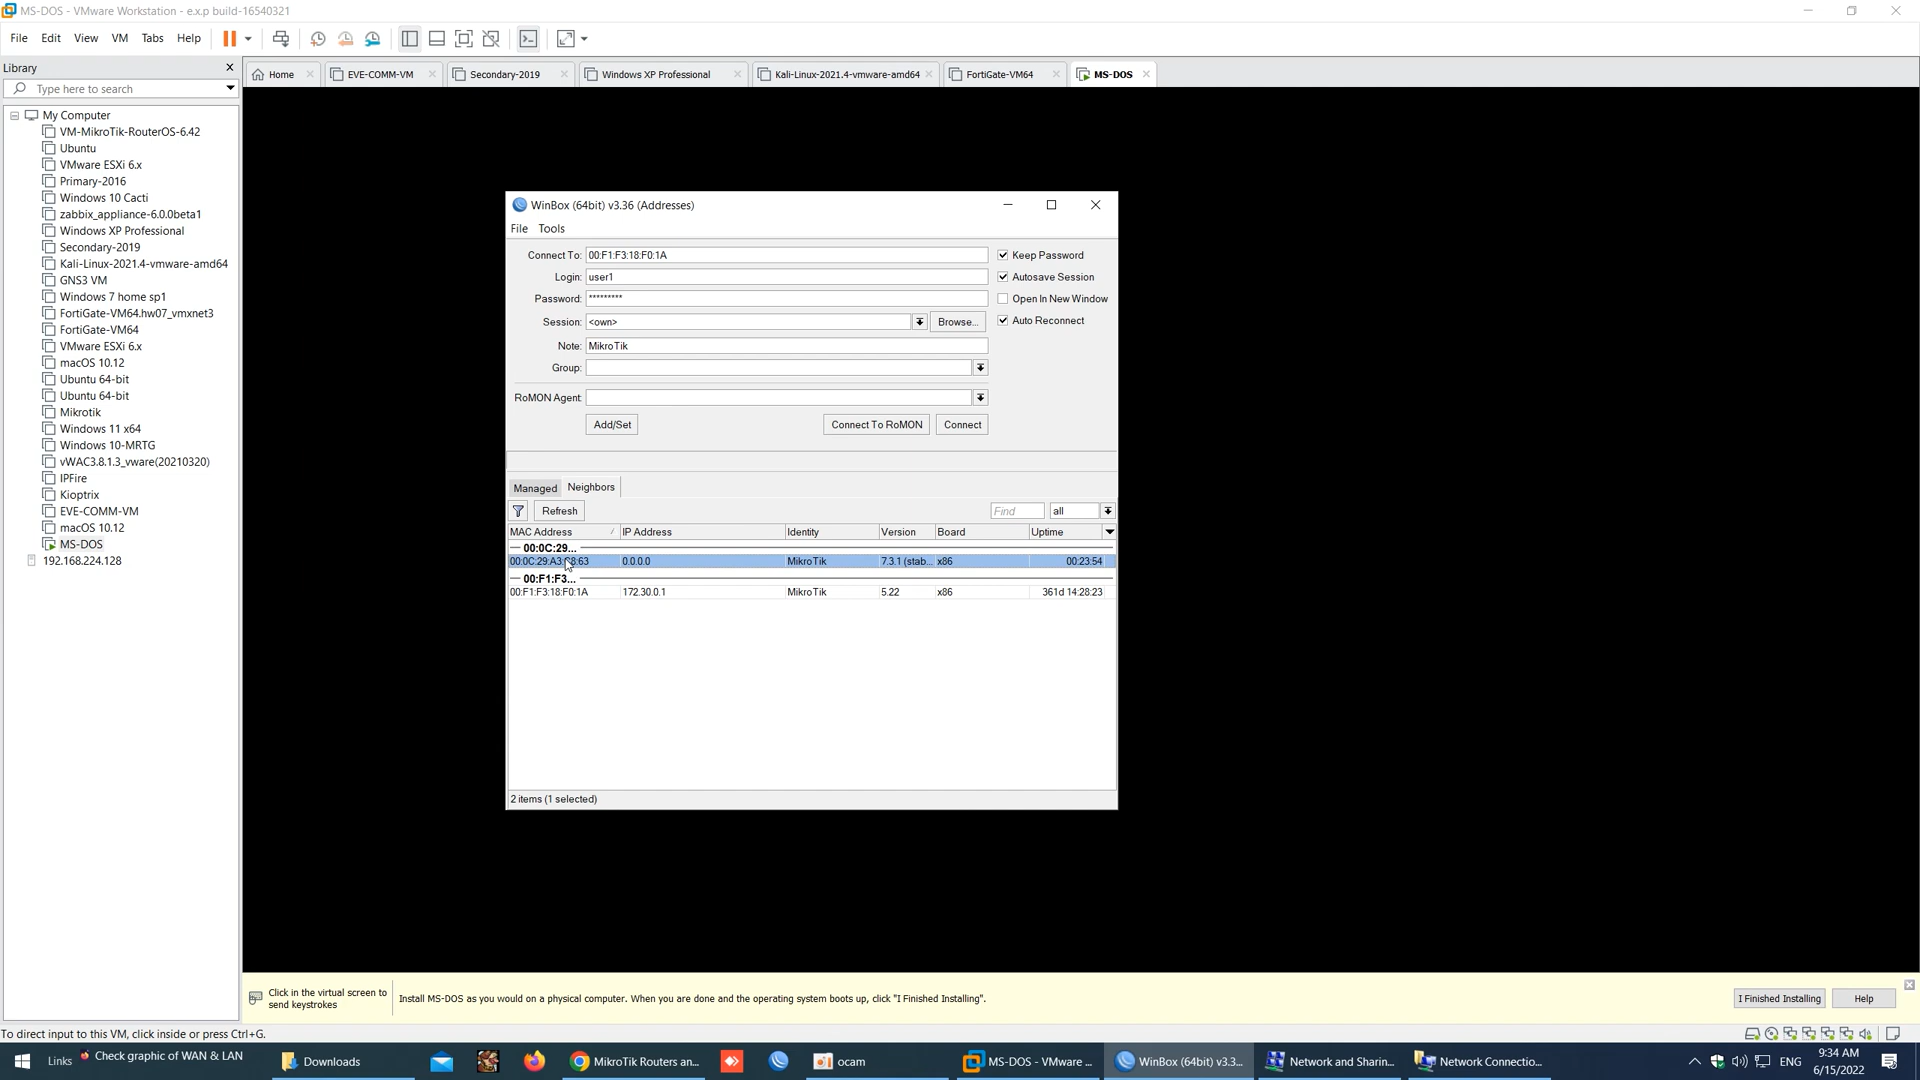 MS-DOS - VMware Workstation - e.x.p build-16540321
File Edit View VM Tabs Help
Library
Type here to search
My Computer
VM-MikroTik-RouterOS-6.42
Ubuntu
VMware ESXi 6.x
Primary-2016
Windows 10 Cacti
zabbix_appliance-6.0.0beta1
Windows XP Professional
Secondary-2019
Kali-Linux-2021.4-vmware-amd64
GNS3 VM
Windows 7 home sp1
FortiGate-VM64.hw07_vmxnet3
FortiGate-VM64
VMware ESXi 6.x
macOS 10.12
Ubuntu 64-bit
Ubuntu 64-bit
Mikrotik
Windows 11 x64
Windows 10-MRTG
vWAC3.8.1.3_vware(20210320)
IPFire
Kioptrix
EVE-COMM-VM
macOS 10.12
MS-DOS
192.168.224.128
Home EVE-COMM-VM Secondary-2019 Windows XP Professional Kali-Linux-2021.4-vmware-amd64 FortiGate-VM64 MS-DOS
WinBox (64bit) v3.36 (Addresses)
File Tools
Connect To: 00:F1:F3:18:F0:1A Keep Password
Login: user1 Autosave Session
Password: ********* Open In New Window
Session: <own> Browse... Auto Reconnect
Note: MikroTik
Group:
RoMON Agent:
Add/Set Connect To RoMON Connect
Managed Neighbors
Refresh Find all
MAC Address IP Address Identity Version Board Uptime
00:0C:29...
0.0.0.0 MikroTik 7.3.1 (stab... x86 00:23:54
00:F1:F3...
00:F1:F3:18:F0:1A 172.30.0.1 MikroTik 5.22 x86 361d 14:28:23
2 items (1 selected)
Click in the virtual screen to
send keystrokes
Install MS-DOS as you would on a physical computer. When you are done and the operating system boots up, click "I Finished Installing".
I Finished Installing Help
To direct input to this VM, click inside or press Ctrl+G.
Links Check graphic of WAN & LAN Downloads MikroTik Routers an... ocam MS-DOS - VMware ... WinBox (64bit) v3.3... Network and Sharin... Network Connectio... ENG
9:34 AM
6/15/2022